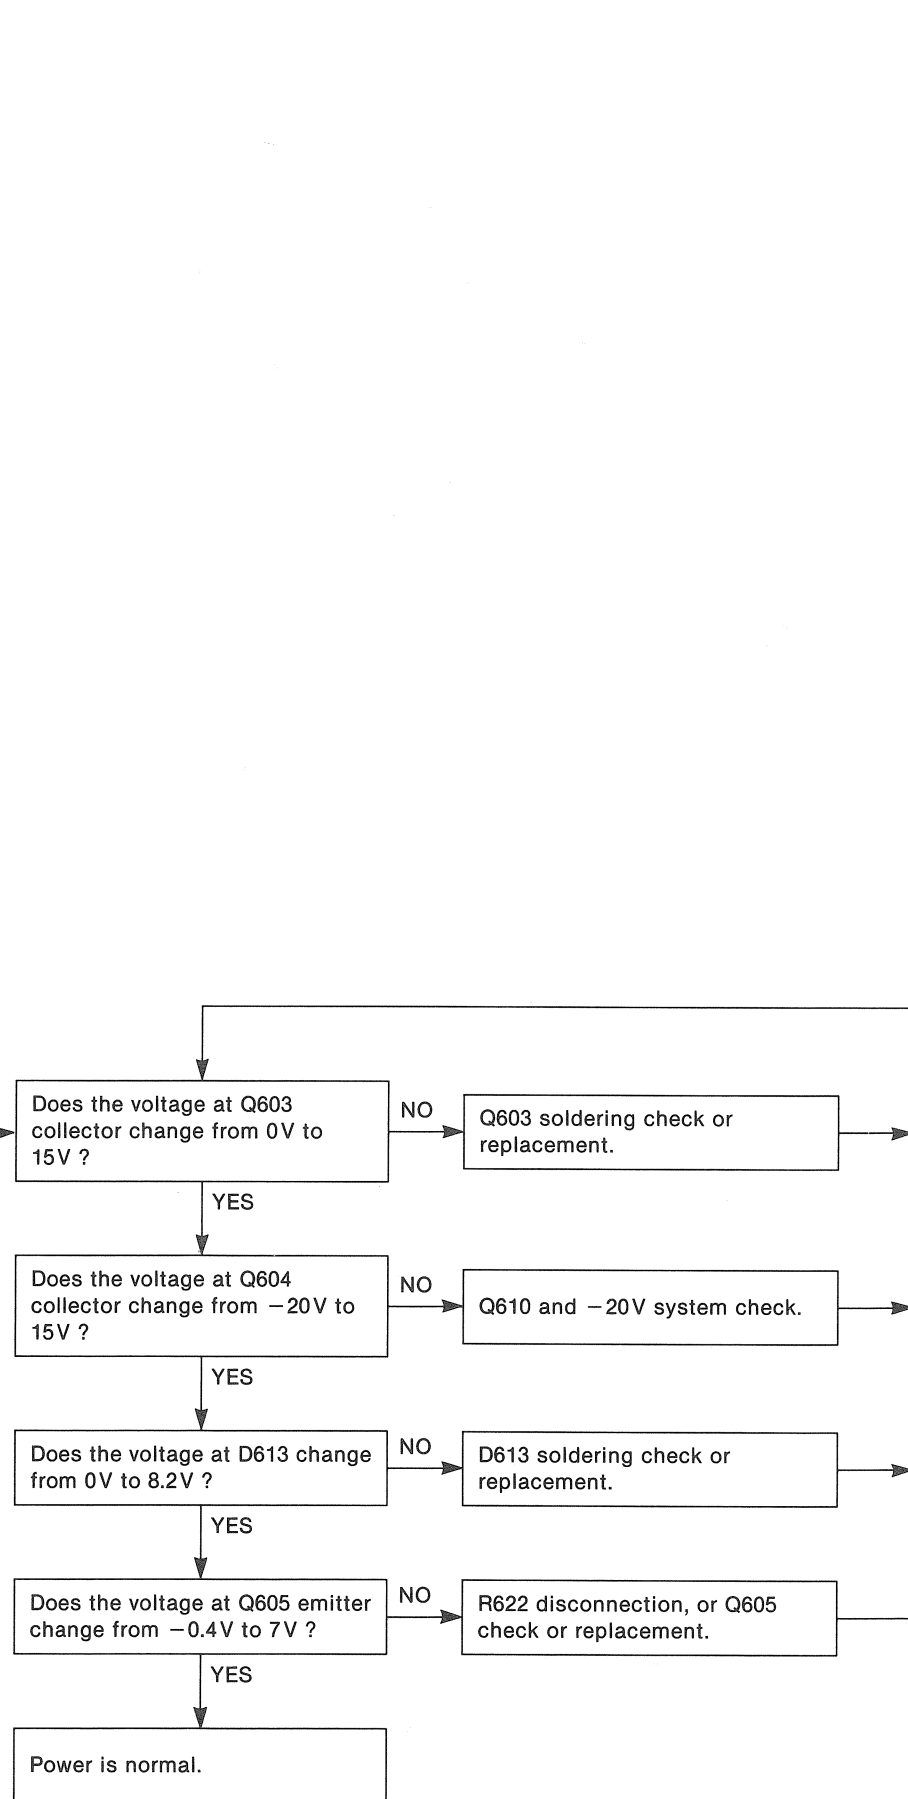 Does the voltage at Q603
collector change from 0V to
15V ?
NO
Q603 soldering check or
replacement.
YES
Does the voltage at Q604
collector change from −20V to
15V ?
NO
Q610 and −20V system check.
YES
Does the voltage at D613 change
from 0V to 8.2V ?
NO
D613 soldering check or
replacement.
YES
Does the voltage at Q605 emitter
change from −0.4V to 7V ?
NO
R622 disconnection, or Q605
check or replacement.
YES
Power is normal.